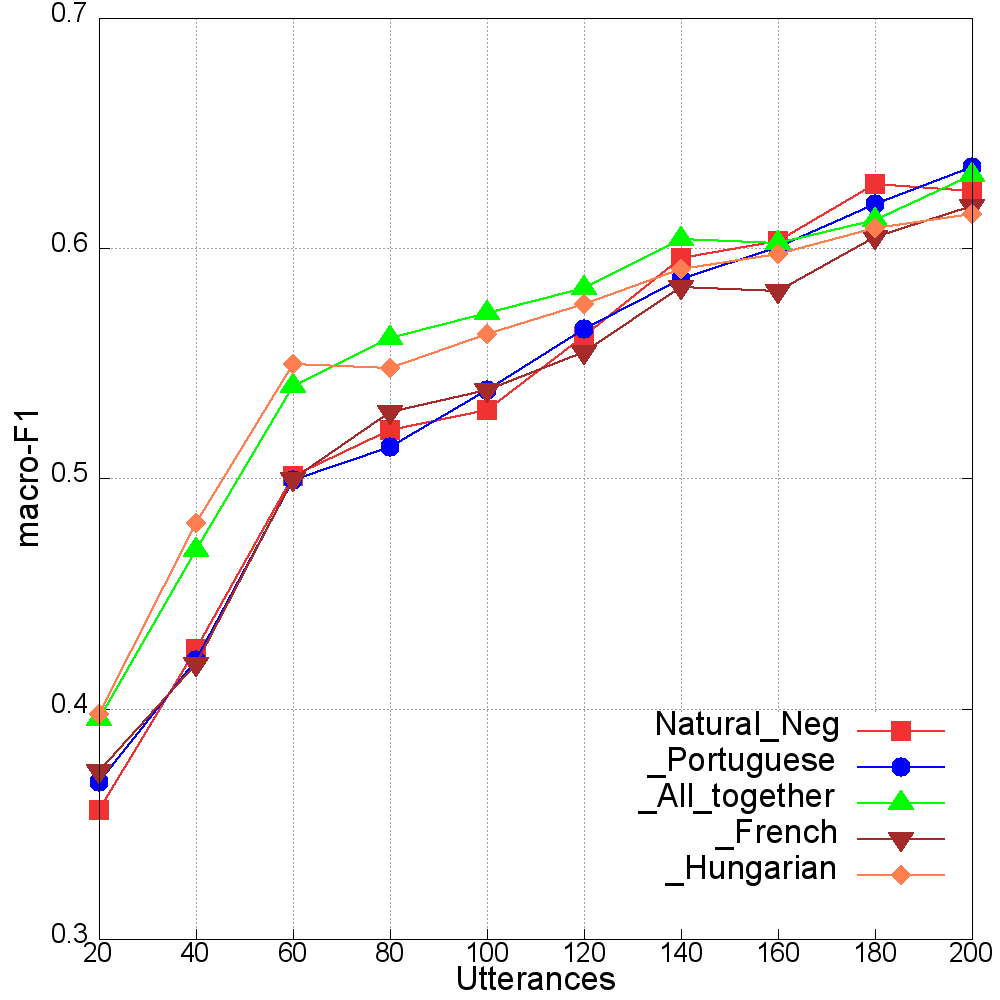 0.7
0.6
0.5
0.4
0.3
macro-F1
Natural_Neg
_Portuguese
_All_together
_French
_Hungarian
20 40 60 80 100 120 140 160 180 200
Utterances